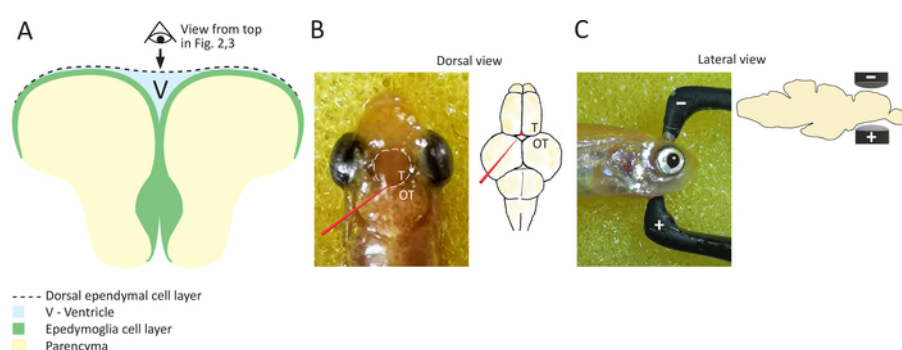 A
View from top
in Fig. 2,3
V
Dorsal ependymal cell layer
V - Ventricle
Epedymoglia cell layer
Parencyma
B
Dorsal view
T
OT
T
OT
C
Lateral view
−
+
−
+